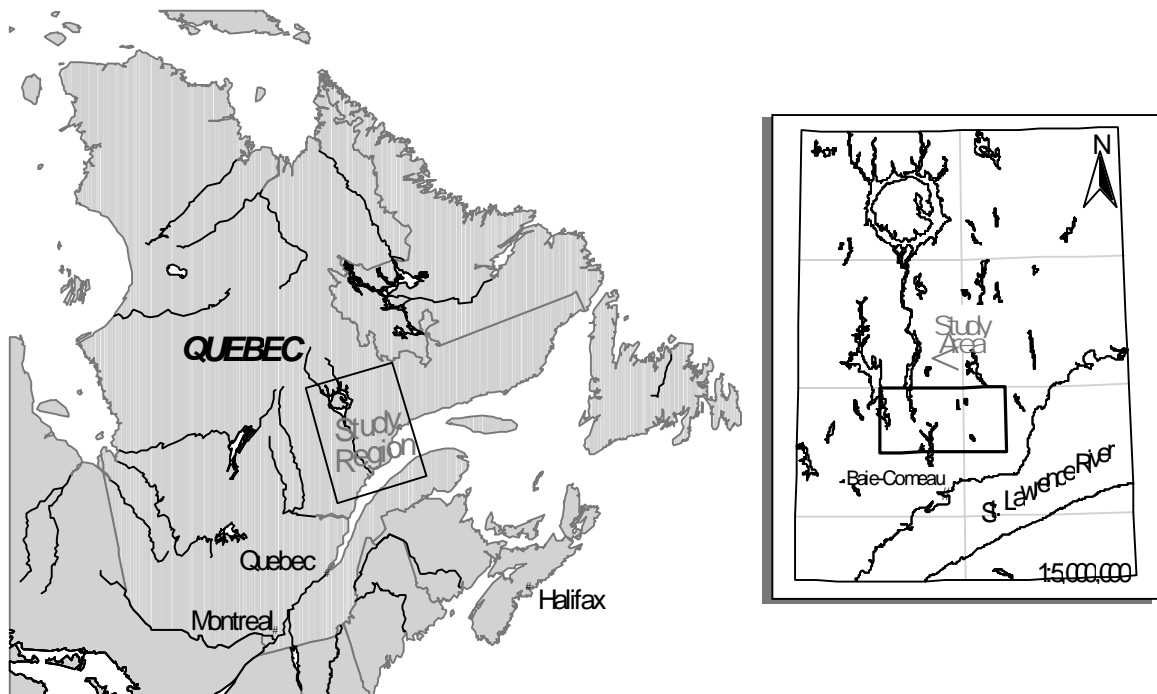 QUEBEC
Study
Region
Quebec
Montreal
Halifax
N
Study
Area
Baie-Comeau
St. Lawrence River
1:5,000,000